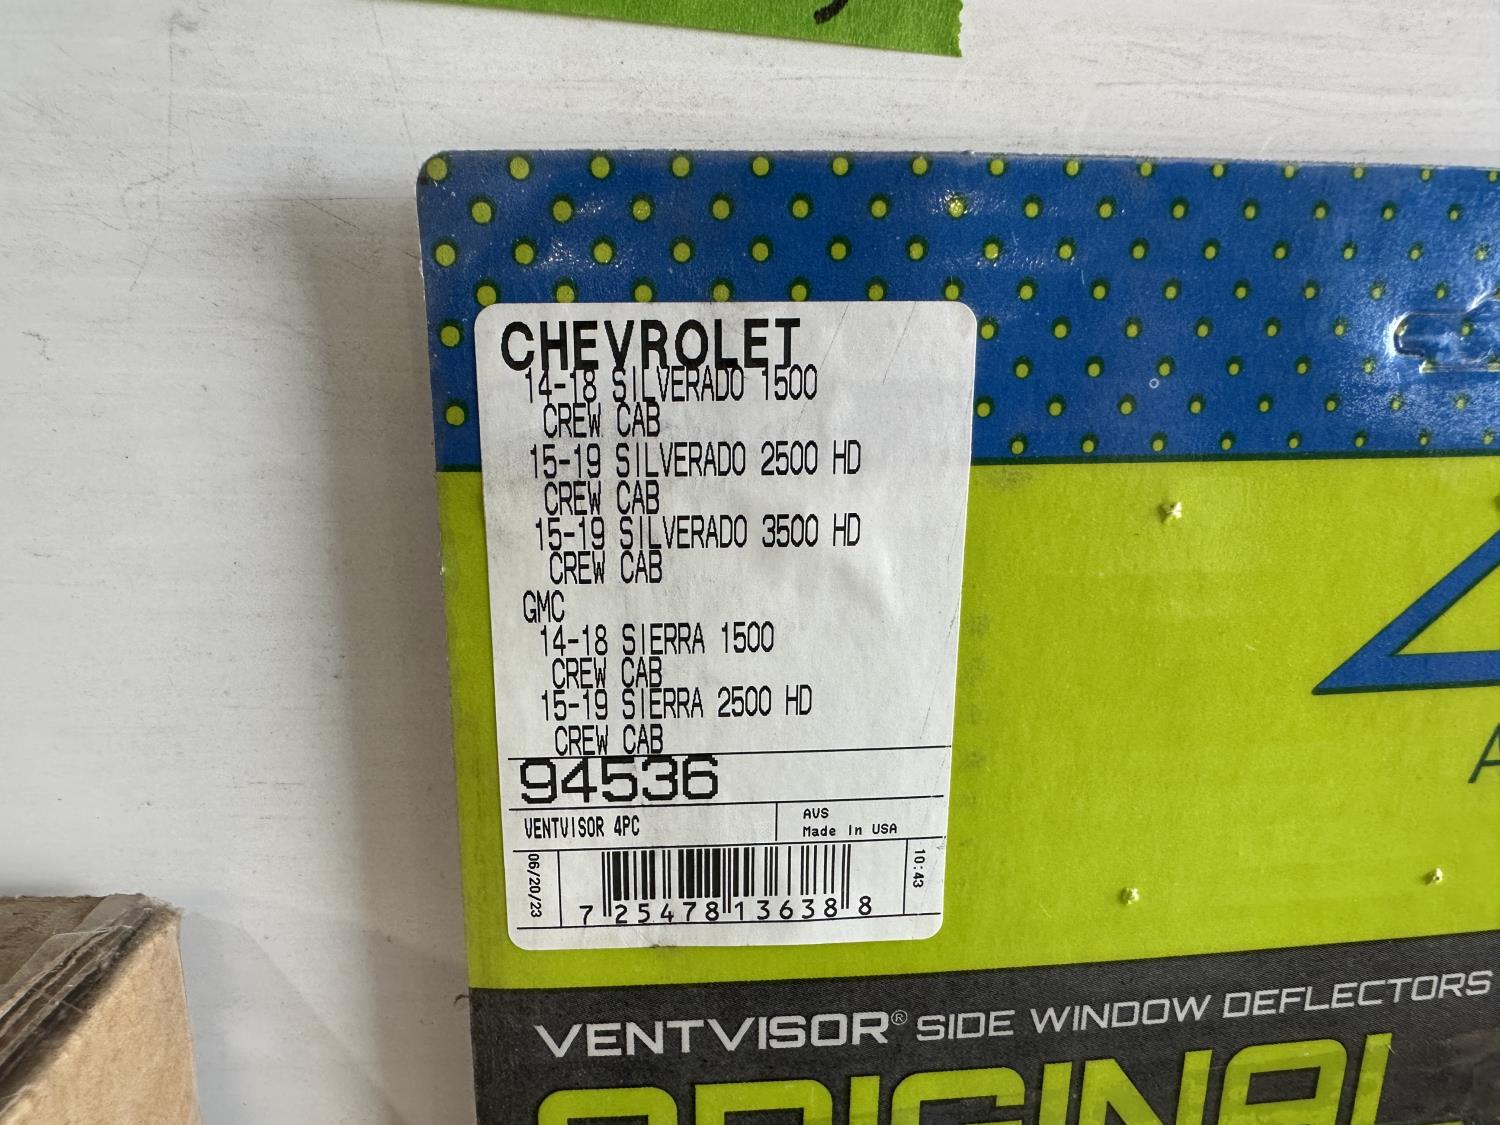 CHEVROLET
14-18 SILVERADO 1500
CREW CAB
15-19 SILVERADO 2500 HD
CREW CAB
15-19 SILVERADO 3500 HD
CREW CAB
GMC
14-18 SIERRA 1500
CREW CAB
15-19 SIERRA 2500 HD
CREW CAB
94536
VENTVISOR 4PC
AVS
Made In USA
06/20/23
10:43
7 25478 13638 8
VENTVISOR® SIDE WINDOW DEFLECTORS
ORIGINAL